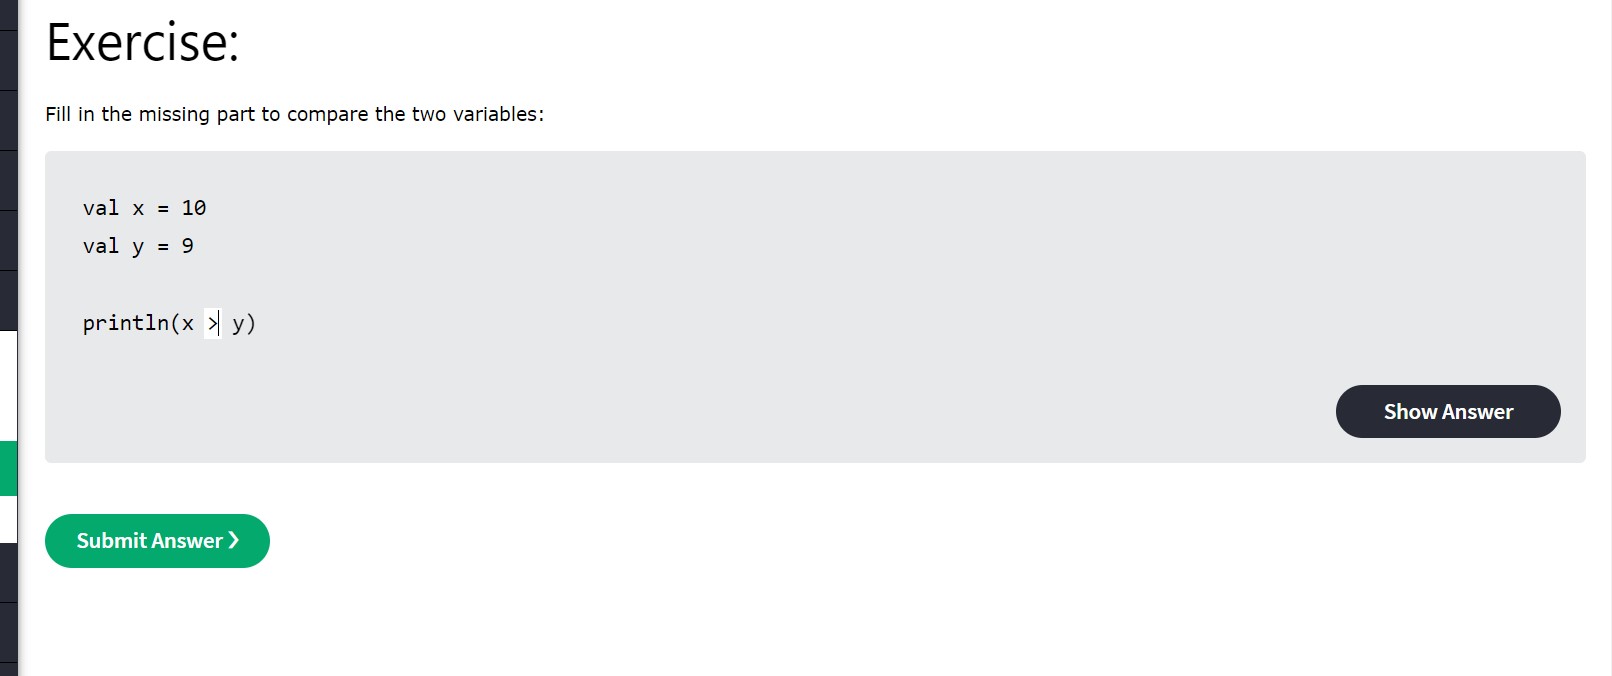 Exercise:
Fill in the missing part to compare the two variables:
val x = 10
val y = 9
println(x > y)
Show Answer
Submit Answer ❯